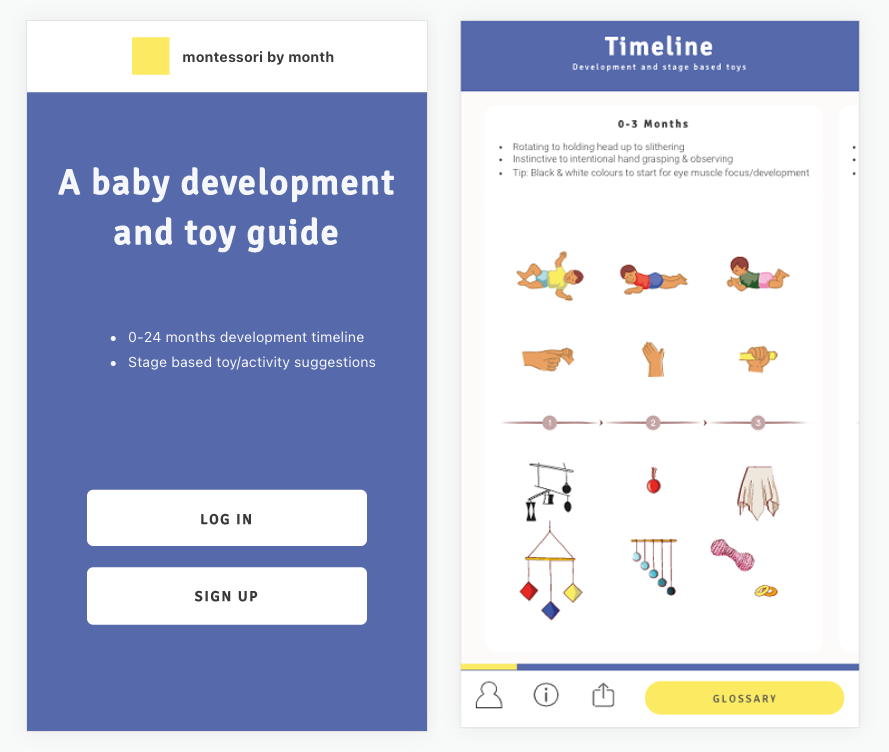 montessori by month
A baby development
and toy guide
• 0-24 months development timeline
• Stage based toy/activity suggestions
LOG IN
SIGN UP
Timeline
Development and stage based toys
0-3 Months
• Rotating to holding head up to slithering
• Instinctive to intentional hand grasping & observing
• Tip: Black & white colours to start for eye muscle focus/development
1 2 3
GLOSSARY